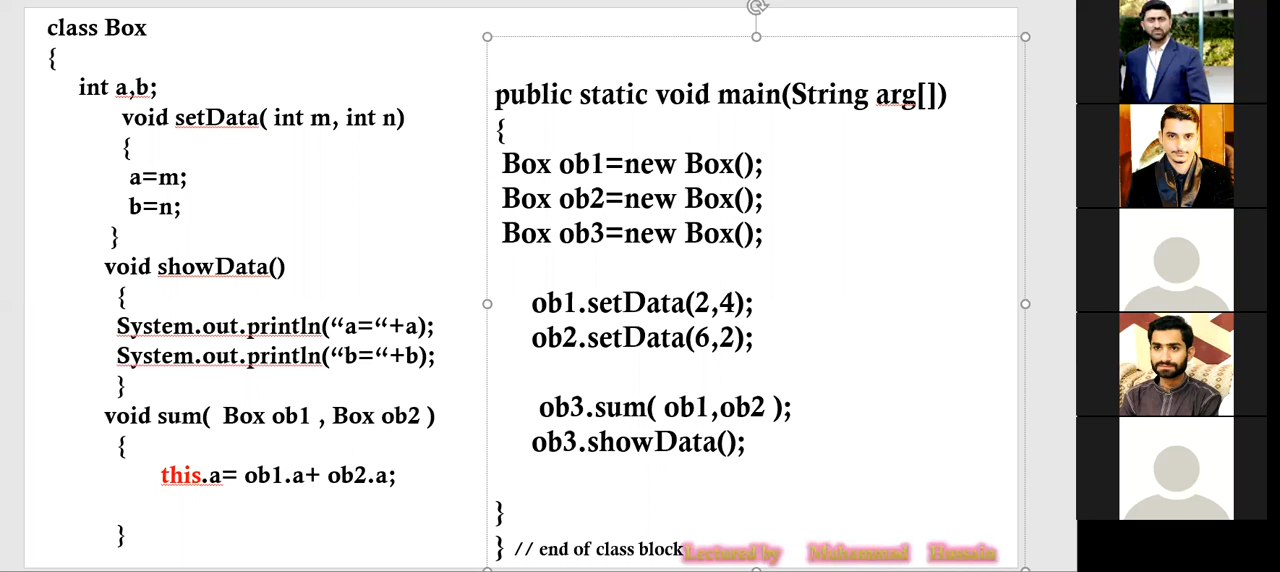 class Box
{
int a,b;
void setData( int m, int n)
{
a=m;
b=n;
}
void showData()
{
System.out.println(“a=“+a);
System.out.println(“b=“+b);
}
void sum( Box ob1 , Box ob2 )
{
this.a= ob1.a+ ob2.a;
}
public static void main(String arg[])
{
Box ob1=new Box();
Box ob2=new Box();
Box ob3=new Box();
ob1.setData(2,4);
ob2.setData(6,2);
ob3.sum( ob1,ob2 );
ob3.showData();
}
} // end of class block
Lectured by Muhammad Hussain